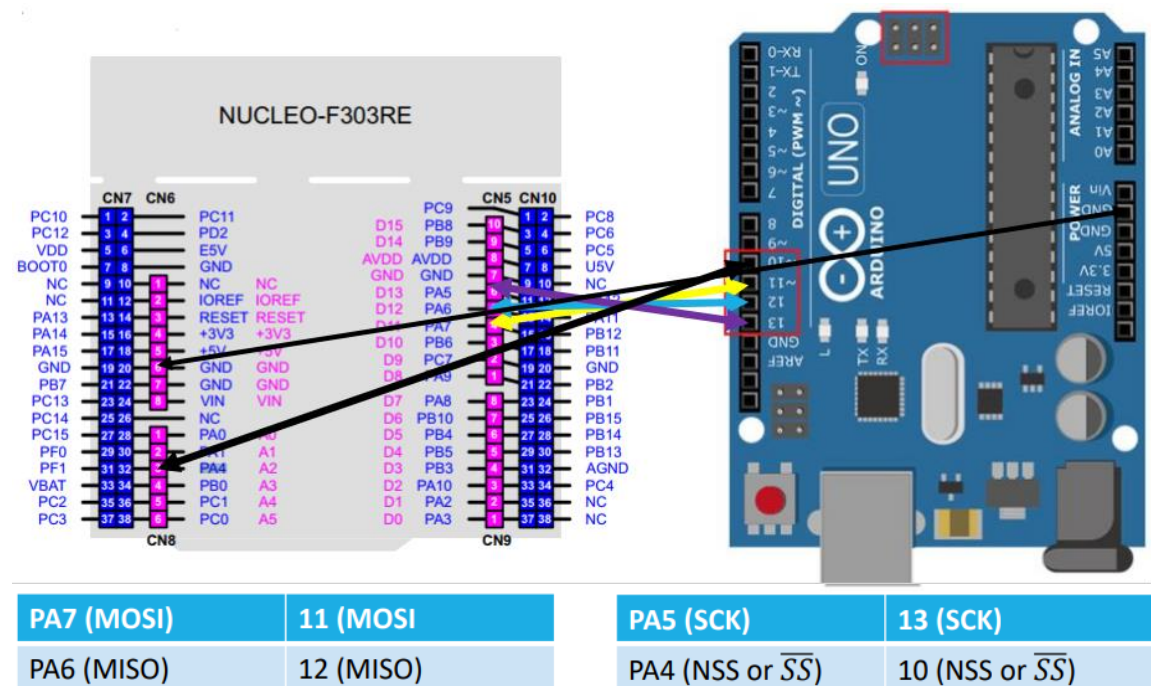 NUCLEO-F303RE
CN7 CN6 CN5 CN10
PC10 1 2 PC11 PC9 1 2 PC8
PC12 3 4 PD2 D15 PB8 10 3 4 PC6
VDD 5 6 E5V D14 PB9 9 5 6 PC5
BOOT0 7 8 GND AVDD AVDD 8 7 8 U5V
NC 9 10 1 NC NC GND GND 7 9 10 NC
NC 11 12 2 IOREF IOREF D13 PA5 6
PA13 13 14 3 RESET RESET D12 PA6
PA14 15 16 4 +3V3 +3V3 PA7 PB12
PA15 17 18 5 +5V +5V D10 PB6 3 17 18 PB11
GND 19 20 6 GND GND D9 PC7 2 19 20 GND
PB7 21 22 7 GND GND D8 PA9 1 21 22 PB2
PC13 23 24 8 VIN VIN D7 PA8 8 23 24 PB1
PC14 25 26 NC D6 PB10 7 25 26 PB15
PC15 27 28 1 PA0 A0 D5 PB4 6 27 28 PB14
PF0 29 30 2 PA1 A1 D4 PB5 5 29 30 PB13
PF1 31 32 3 PA4 A2 D3 PB3 4 31 32 AGND
VBAT 33 34 4 PB0 A3 D2 PA10 3 33 34 PC4
PC2 35 36 5 PC1 A4 D1 PA2 2 35 36 NC
PC3 37 38 6 PC0 A5 D0 PA3 1 37 38 NC
CN8 CN9
RX-0
TX-1
2
~3
4
~5
~6
7
8
~9
~10
~11
12
13
GND
AREF
DIGITAL (PWM ~)
ON
UNO
ARDUINO
L
TX
RX
ANALOG IN
A5
A4
A3
A2
A1
A0
POWER
Vin
GND
GND
5V
3.3V
RESET
IOREF
PA7 (MOSI) 11 (MOSI
PA6 (MISO) 12 (MISO)
PA5 (SCK) 13 (SCK)
PA4 (NSS or S̅S̅) 10 (NSS or S̅S̅)